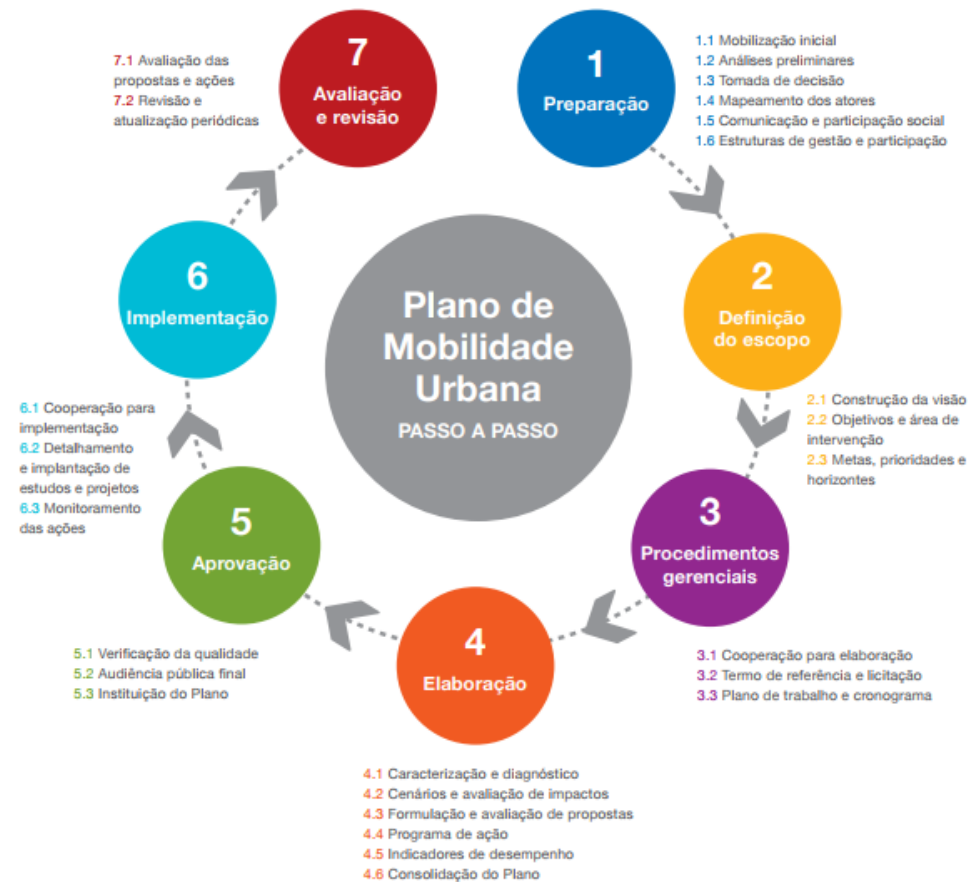 Plano de
Mobilidade
Urbana
PASSO A PASSO
1
Preparação
1.1 Mobilização inicial
1.2 Análises preliminares
1.3 Tomada de decisão
1.4 Mapeamento dos atores
1.5 Comunicação e participação social
1.6 Estruturas de gestão e participação
2
Definição
do escopo
2.1 Construção da visão
2.2 Objetivos e área de
intervenção
2.3 Metas, prioridades e
horizontes
3
Procedimentos
gerenciais
3.1 Cooperação para elaboração
3.2 Termo de referência e licitação
3.3 Plano de trabalho e cronograma
4
Elaboração
4.1 Caracterização e diagnóstico
4.2 Cenários e avaliação de impactos
4.3 Formulação e avaliação de propostas
4.4 Programa de ação
4.5 Indicadores de desempenho
4.6 Consolidação do Plano
5
Aprovação
5.1 Verificação da qualidade
5.2 Audiência pública final
5.3 Instituição do Plano
6
Implementação
6.1 Cooperação para
implementação
6.2 Detalhamento
e implantação de
estudos e projetos
6.3 Monitoramento
das ações
7
Avaliação
e revisão
7.1 Avaliação das
propostas e ações
7.2 Revisão e
atualização periódicas